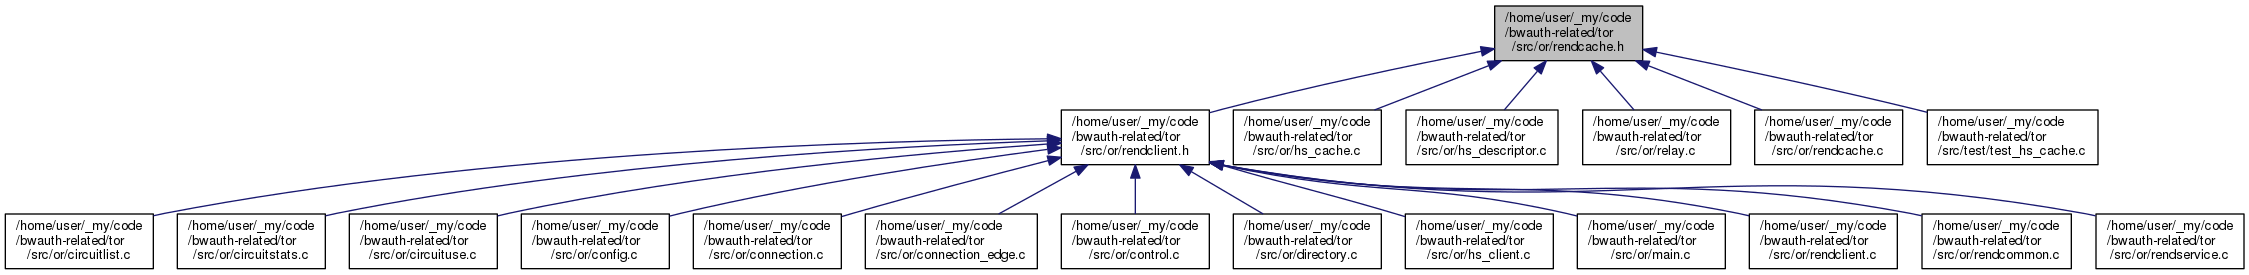 /home/user/_my/code
/bwauth-related/tor
/src/or/rendcache.h
/home/user/_my/code
/bwauth-related/tor
/src/or/rendclient.h
/home/user/_my/code
/bwauth-related/tor
/src/or/hs_cache.c
/home/user/_my/code
/bwauth-related/tor
/src/or/hs_descriptor.c
/home/user/_my/code
/bwauth-related/tor
/src/or/relay.c
/home/user/_my/code
/bwauth-related/tor
/src/or/rendcache.c
/home/user/_my/code
/bwauth-related/tor
/src/test/test_hs_cache.c
/home/user/_my/code
/bwauth-related/tor
/src/or/circuitlist.c
/home/user/_my/code
/bwauth-related/tor
/src/or/circuitstats.c
/home/user/_my/code
/bwauth-related/tor
/src/or/circuituse.c
/home/user/_my/code
/bwauth-related/tor
/src/or/config.c
/home/user/_my/code
/bwauth-related/tor
/src/or/connection.c
/home/user/_my/code
/bwauth-related/tor
/src/or/connection_edge.c
/home/user/_my/code
/bwauth-related/tor
/src/or/control.c
/home/user/_my/code
/bwauth-related/tor
/src/or/directory.c
/home/user/_my/code
/bwauth-related/tor
/src/or/hs_client.c
/home/user/_my/code
/bwauth-related/tor
/src/or/main.c
/home/user/_my/code
/bwauth-related/tor
/src/or/rendclient.c
/home/user/_my/code
/bwauth-related/tor
/src/or/rendcommon.c
/home/user/_my/code
/bwauth-related/tor
/src/or/rendservice.c